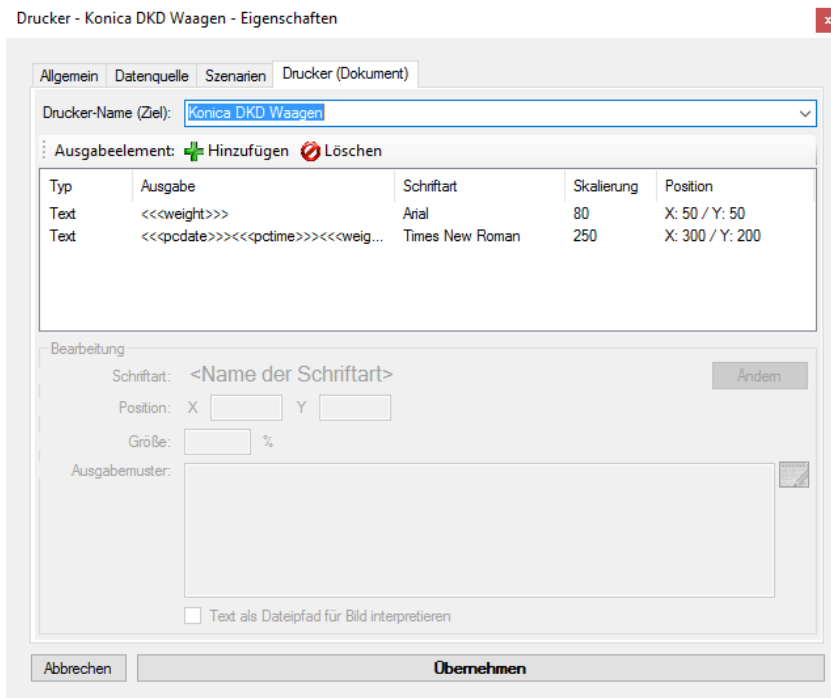 Drucker - Konica DKD Waagen - Eigenschaften
x
Allgemein Datenquelle Szenarien Drucker (Dokument)
Drucker-Name (Ziel): Konica DKD Waagen
Ausgabeelement: Hinzufügen Löschen
Typ Ausgabe Schriftart Skalierung Position
Text <<<weight>>> Arial 80 X: 50 / Y: 50
Text <<<pcdate>>><<<pctime>>><<<weig... Times New Roman 250 X: 300 / Y: 200
Bearbeitung
Schriftart: <Name der Schriftart> Ändern
Position: X Y
Größe: %
Ausgabemuster:
Text als Dateipfad für Bild interpretieren
Abbrechen Übernehmen